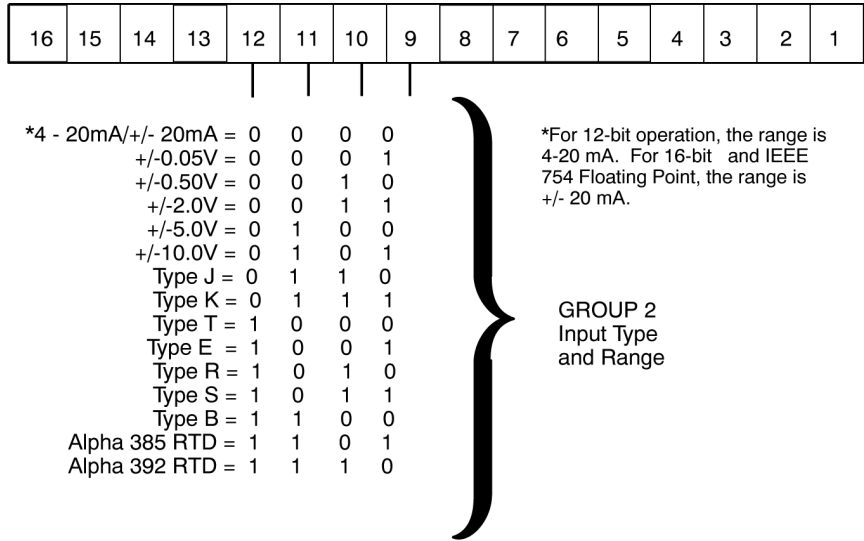 16 15 14 13 12 11 10 9 8 7 6 5 4 3 2 1
*4 - 20mA/+/- 20mA = 0 0 0 0
+/-0.05V = 0 0 0 1
+/-0.50V = 0 0 1 0
+/-2.0V = 0 0 1 1
+/-5.0V = 0 1 0 0
+/-10.0V = 0 1 0 1
Type J = 0 1 1 0
Type K = 0 1 1 1
Type T = 1 0 0 0
Type E = 1 0 0 1
Type R = 1 0 1 0
Type S = 1 0 1 1
Type B = 1 1 0 0
Alpha 385 RTD = 1 1 0 1
Alpha 392 RTD = 1 1 1 0
*For 12-bit operation, the range is
4-20 mA. For 16-bit and IEEE
754 Floating Point, the range is
+/- 20 mA.
GROUP 2
Input Type
and Range